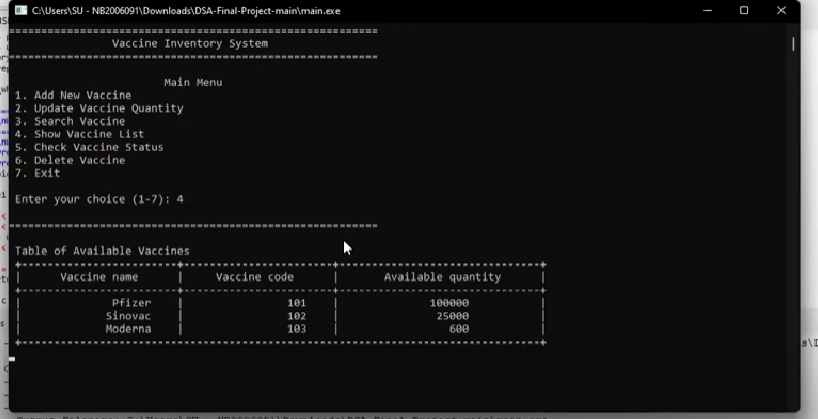 C:\Users\SU - NB2006091\Downloads\DSA-Final-Project-main\main.exe
==========================================================
Vaccine Inventory System
==========================================================
Main Menu
1. Add New Vaccine
2. Update Vaccine Quantity
3. Search Vaccine
4. Show Vaccine List
5. Check Vaccine Status
6. Delete Vaccine
7. Exit
Enter your choice (1-7): 4
==========================================================
Table of Available Vaccines
| Vaccine name | Vaccine code | Available quantity |
| Pfizer | 101 | 100000 |
| Sinovac | 102 | 25000 |
| Moderna | 103 | 600 |